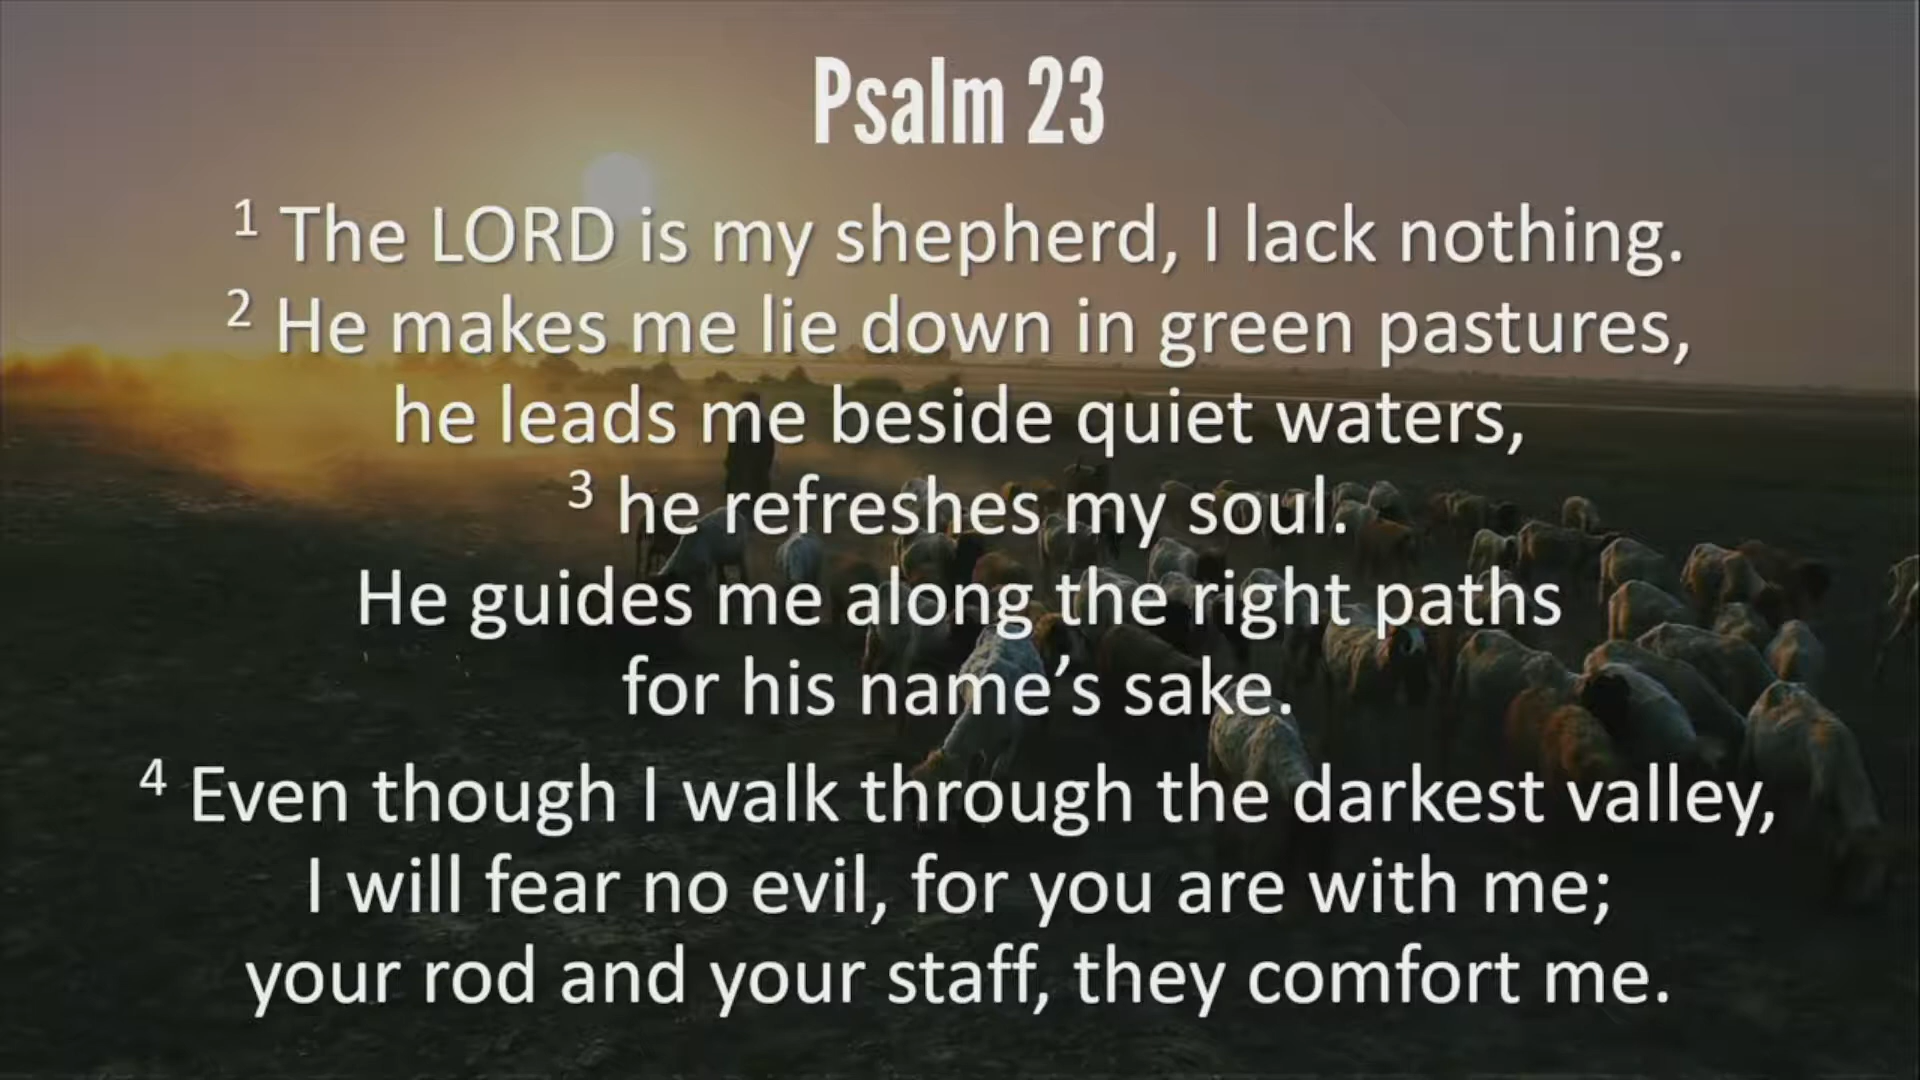 Psalm 23
1 The LORD is my shepherd, I lack nothing.
2 He makes me lie down in green pastures,
he leads me beside quiet waters,
3 he refreshes my soul.
He guides me along the right paths
for his name’s sake.
4 Even though I walk through the darkest valley,
I will fear no evil, for you are with me;
your rod and your staff, they comfort me.